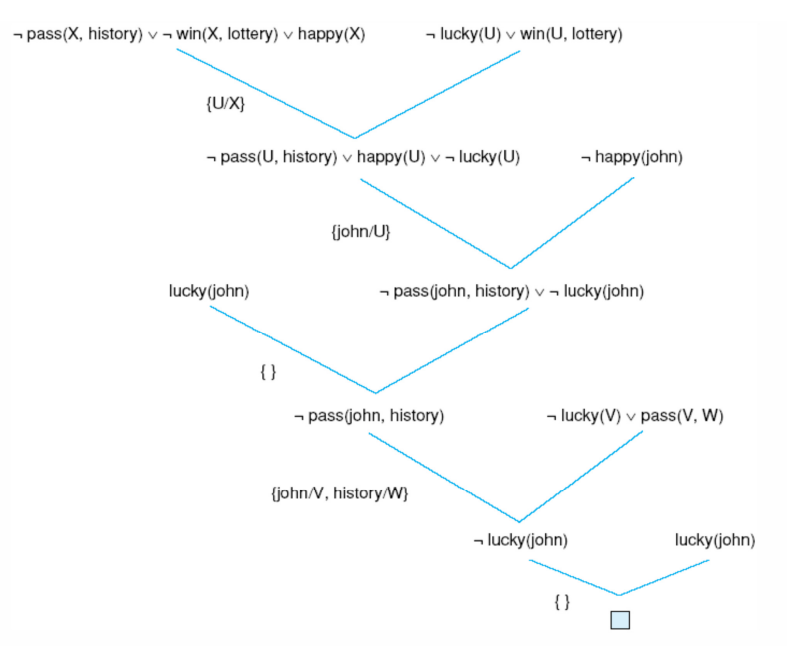 ¬ pass(X, history) ∨ ¬ win(X, lottery) ∨ happy(X)
¬ lucky(U) ∨ win(U, lottery)
{U/X}
¬ pass(U, history) ∨ happy(U) ∨ ¬ lucky(U)
¬ happy(john)
{john/U}
lucky(john)
¬ pass(john, history) ∨ ¬ lucky(john)
{ }
¬ pass(john, history)
¬ lucky(V) ∨ pass(V, W)
{john/V, history/W}
¬ lucky(john)
lucky(john)
{ }